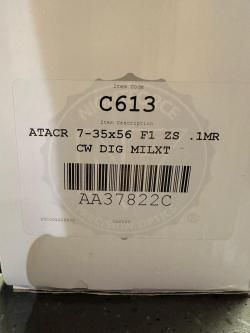 Item Code
C613
Item Description
ATACR 7-35x56 F1 ZS .1MR
CW DIG MILXT
AA37822C